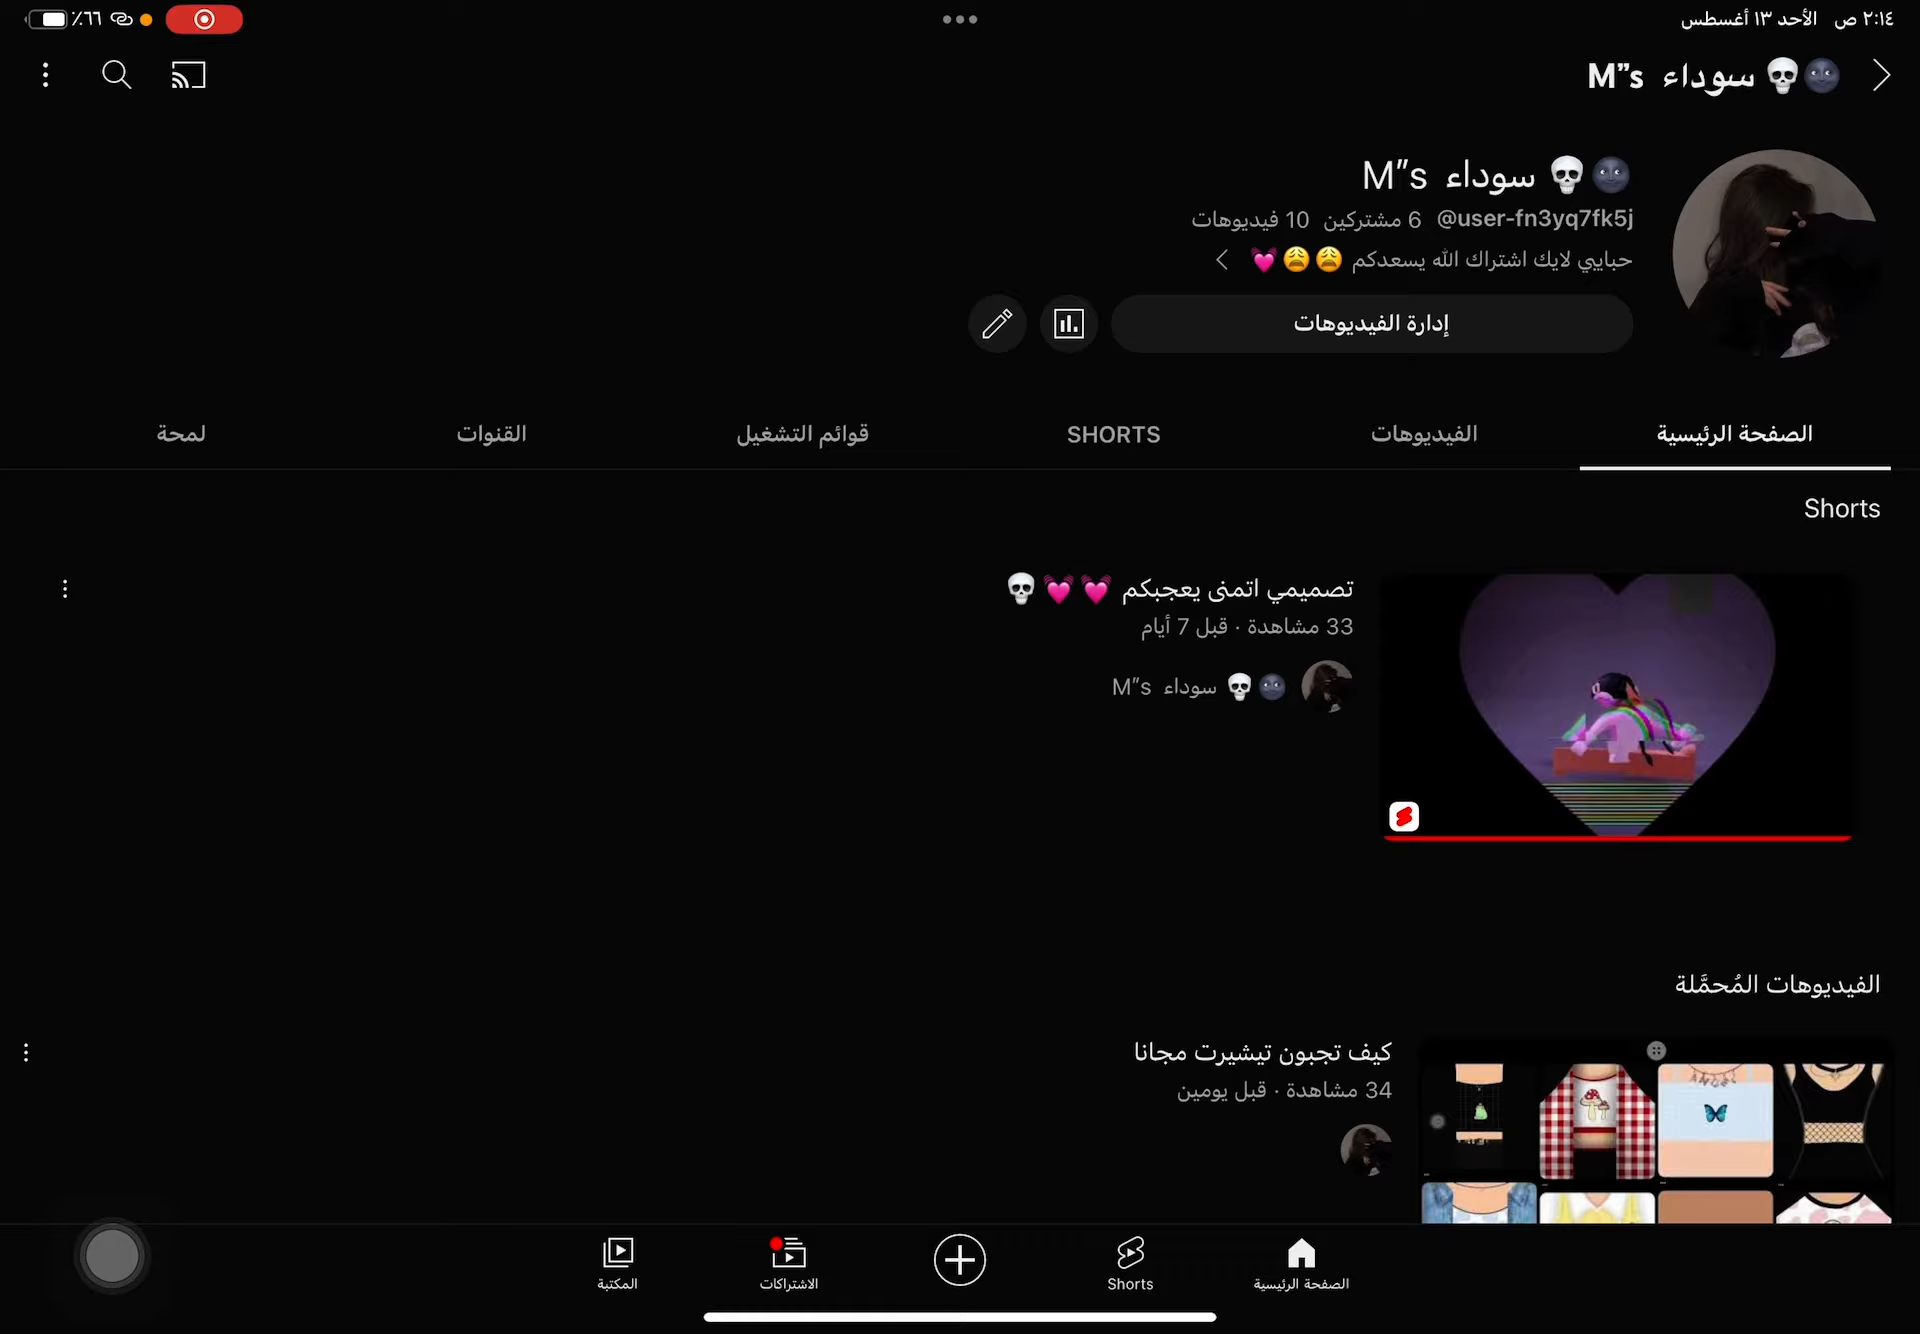 ٢:١٤ ص الأحد ١٣ أغسطس
٪٦٦
سوداء M"s
سوداء M"s
@user-fn3yq7fk5j 6 مشتركين 10 فيديوهات
حبايبي لايك اشتراك الله يسعدكم 😩😩💓
إدارة الفيديوهات
الصفحة الرئيسية
الفيديوهات
SHORTS
قوائم التشغيل
القنوات
لمحة
Shorts
تصميمي اتمنى يعجبكم 💓💓💀
33 مشاهدة · قبل 7 أيام
🌚💀 سوداء M"s
الفيديوهات المُحمَّلة
كيف تجبون تيشيرت مجانا
34 مشاهدة · قبل يومين
ANGEL
الصفحة الرئيسية
Shorts
الاشتراكات
المكتبة